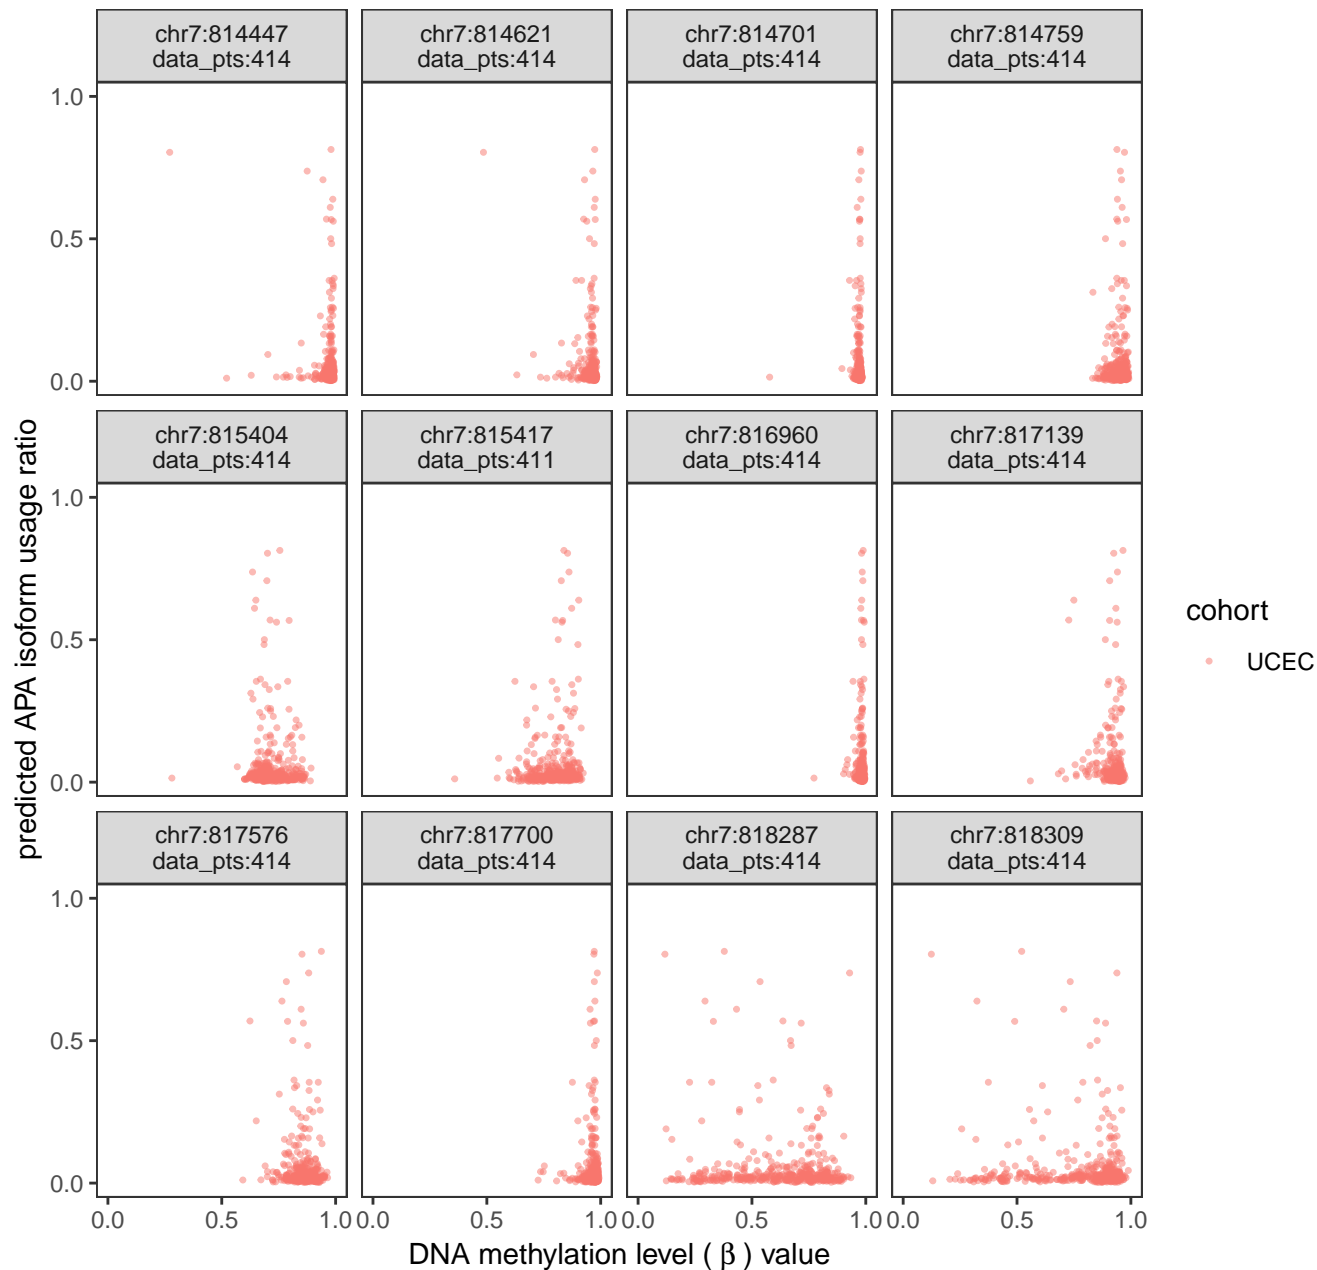 chr7:814447
data_pts:414
chr7:814621
data_pts:414
chr7:814701
data_pts:414
chr7:814759
data_pts:414
1.0
0.5
0.0
chr7:815404
data_pts:414
chr7:815417
data_pts:411
chr7:816960
data_pts:414
chr7:817139
data_pts:414
1.0
0.5
0.0
chr7:817576
data_pts:414
chr7:817700
data_pts:414
chr7:818287
data_pts:414
chr7:818309
data_pts:414
1.0
0.5
0.0
0.0 0.5 1.0
0.0 0.5 1.0
0.0 0.5 1.0
0.0 0.5 1.0
DNA methylation level ( β ) value
predicted APA isoform usage ratio
cohort
UCEC